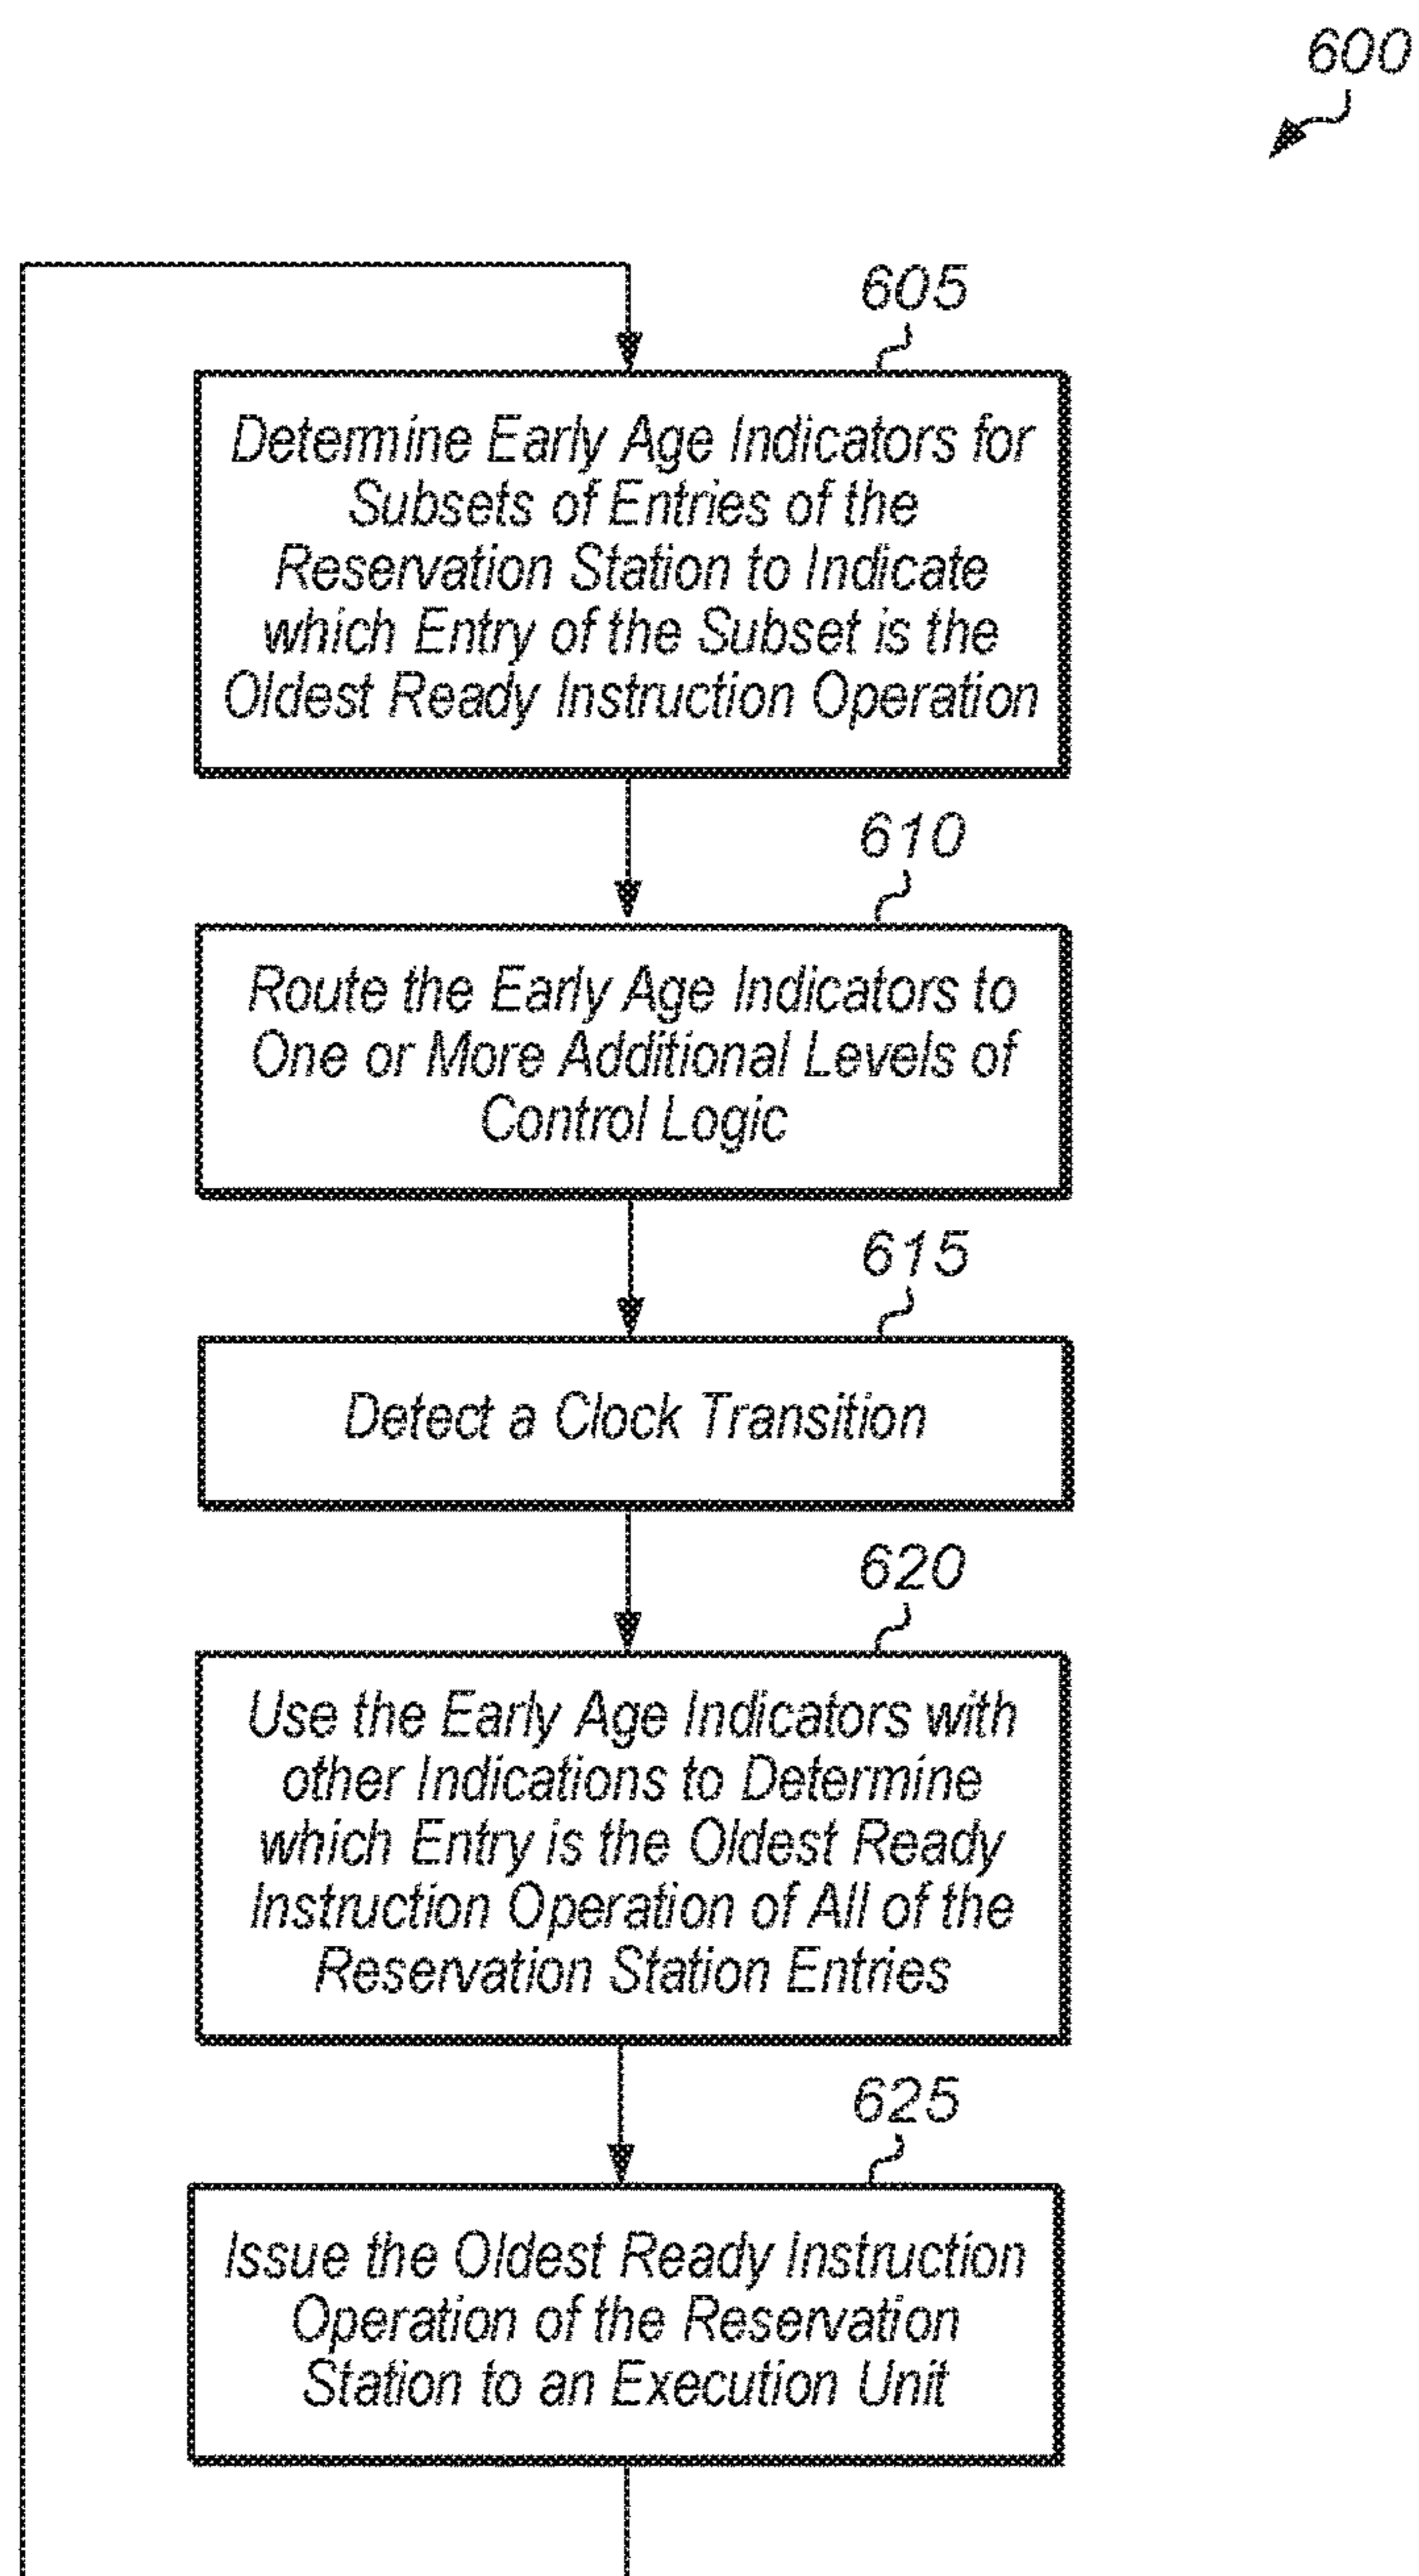 600
605
Determine Early Age Indicators for
Subsets of Entries of the
Reservation Station to Indicate
which Entry of the Subset is the
Oldest Ready Instruction Operation
610
Route the Early Age Indicators to
One or More Additional Levels of
Control Logic
615
Detect a Clock Transition
620
Use the Early Age Indicators with
other Indications to Determine
which Entry is the Oldest Ready
Instruction Operation of All of the
Reservation Station Entries
625
Issue the Oldest Ready Instruction
Operation of the Reservation
Station to an Execution Unit